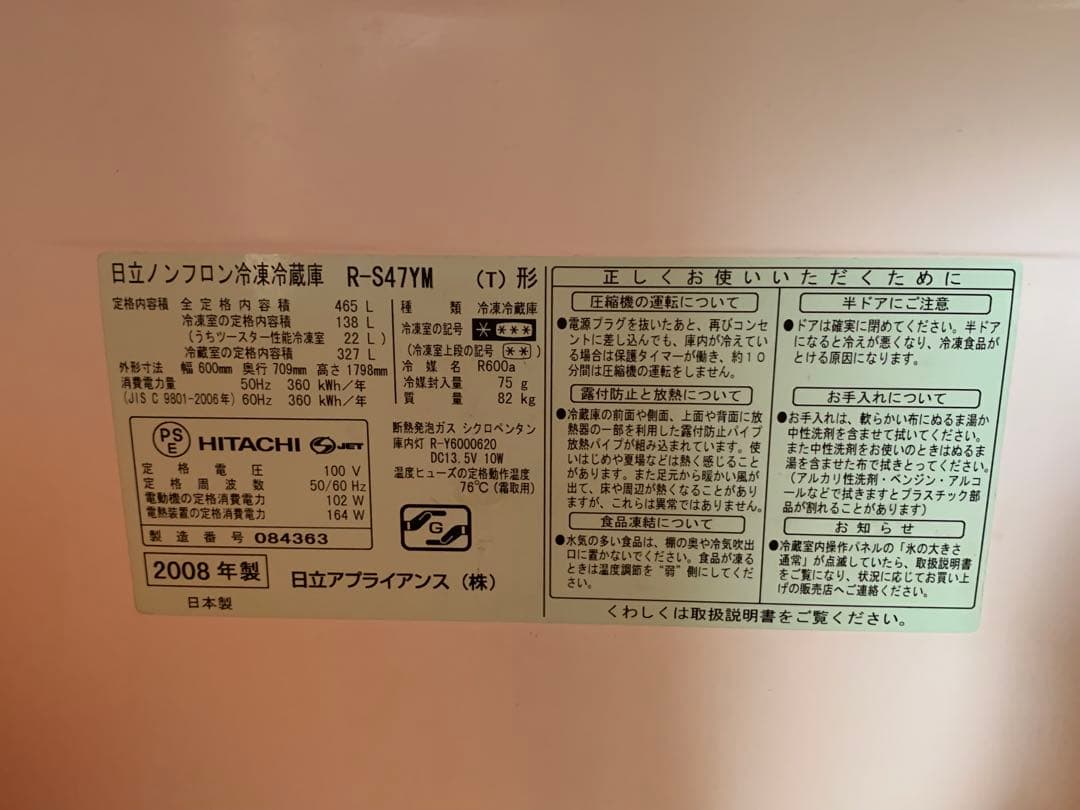 日立ノンフロン冷凍冷蔵庫 R-S47YM (T) 形
定格内容積 全定格内容積 465 L
冷凍室の定格内容積 138 L
(うちツースター性能冷凍室 22 L)
冷蔵室の定格内容積 327 L
外形寸法 幅 600mm 奥行 709mm 高さ 1798mm
消費電力量 50Hz 360 kWh/年
(JIS C 9801-2006年) 60Hz 360 kWh/年
種類 冷凍冷蔵庫
冷凍室の記号 * ***
(冷凍室上段の記号 **)
冷媒名 R600a
冷媒封入量 75 g
質量 82 kg
PS
E
HITACHI S JET
定格電圧 100 V
定格周波数 50/60 Hz
電動機の定格消費電力 102 W
電熱装置の定格消費電力 164 W
製造番号 084363
断熱発泡ガス シクロペンタン
庫内灯 R-Y6000620
DC13.5V 10W
温度ヒューズの定格動作温度
76℃ (霜取用)
G
2008 年製
日立アプライアンス (株)
日本製
正しくお使いいただくために
圧縮機の運転について
●電源プラグを抜いたあと、再びコンセ
ントに差し込んでも、庫内が冷えてい
る場合は保護タイマーが働き、約10
分間は圧縮機の運転をしません。
露付防止と放熱について
●冷蔵庫の前面や側面、上面や背面に放
熱器の一部を利用した露付防止パイプ
放熱パイプが組み込まれています。使
いはじめや夏場などは熱く感じること
があります。また足元から暖かい風が
出て、床や周辺が熱くなることがあり
ますが、これらは異常ではありません。
食品凍結について
●水気の多い食品は、棚の奥や冷気吹出
口に置かないでください。食品が凍る
ときは温度調節を“弱”側にしてくだ
さい。
半ドアにご注意
●ドアは確実に閉めてください。半ドア
になると冷えが悪くなり、冷凍食品が
とける原因になります。
お手入れについて
●お手入れは、軟らかい布にぬるま湯か
中性洗剤を含ませて拭いてください。
また中性洗剤をお使いのときはぬるま
湯を含ませた布で拭きとってください。
(アルカリ性洗剤・ベンジン・アルコ
ールなどで拭きますとプラスチック部
品が割れることがあります)
お知らせ
●冷蔵室内操作パネルの「氷の大きさ
通常」が点滅していたら、取扱説明書
をご覧になり、状況に応じてお買い上
げの販売店へご連絡ください。
くわしくは取扱説明書をご覧ください。